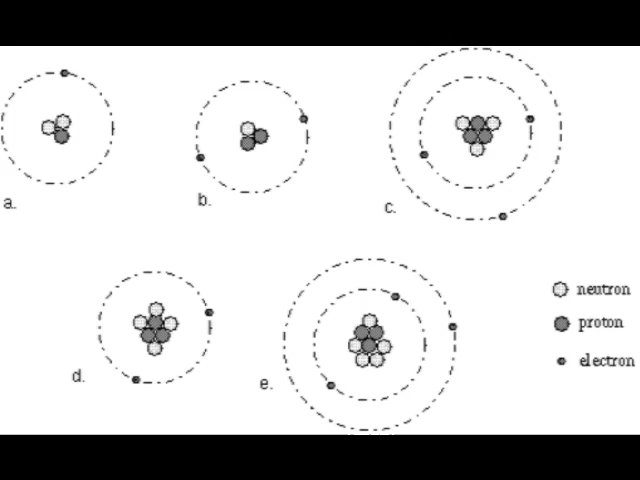 a.
b.
c.
d.
e.
neutron
proton
electron